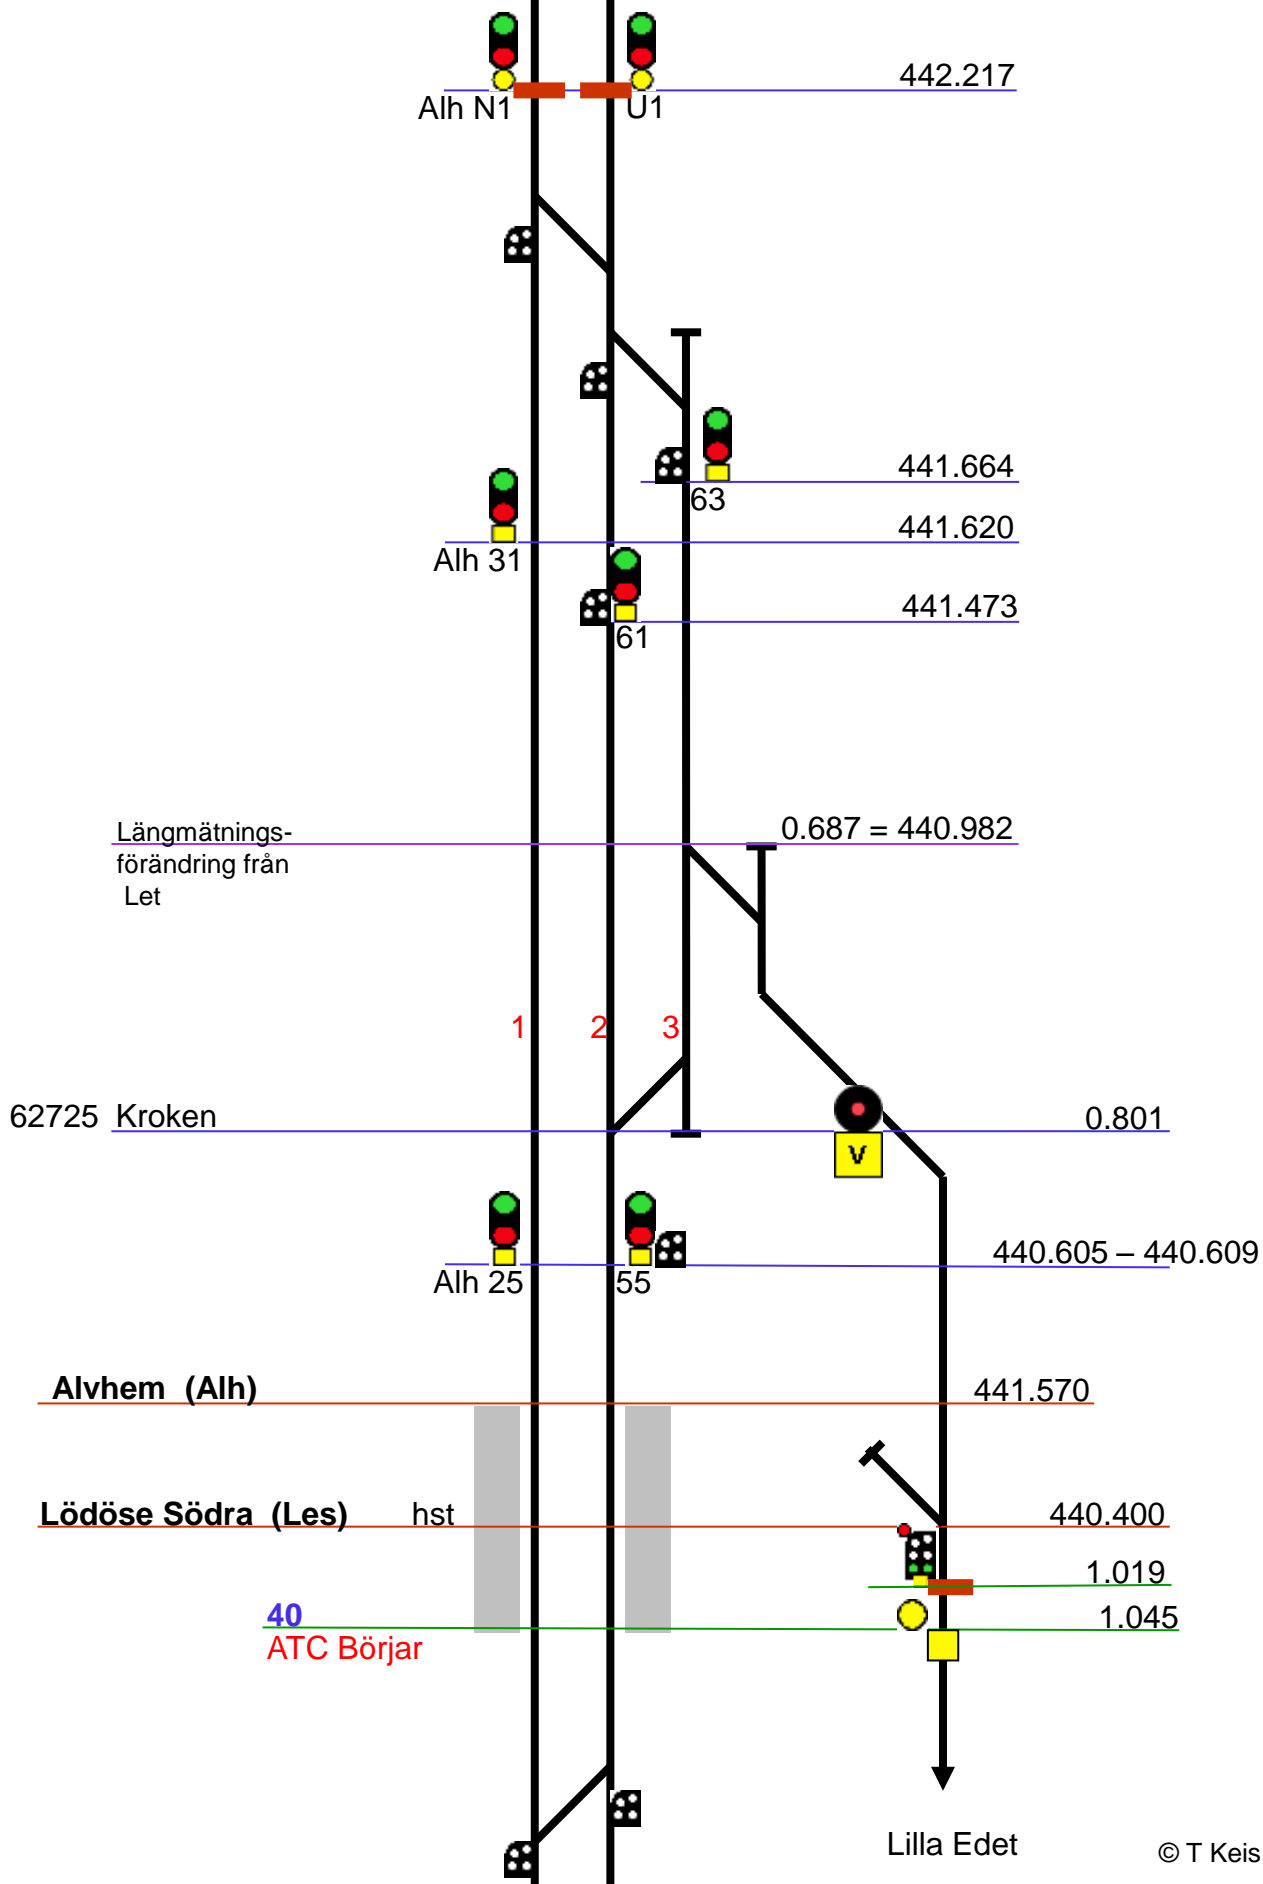 442.217
Alh N1
U1
441.664
63
441.620
Alh 31
441.473
61
Längmätnings-
förändring från
Let
0.687 = 440.982
1 2 3
62725 Kroken
0.801
V
440.605 – 440.609
Alh 25
55
Alvhem (Alh)
441.570
Lödöse Södra (Les) hst
440.400
1.019
40
1.045
ATC Börjar
Lilla Edet
© T Keis